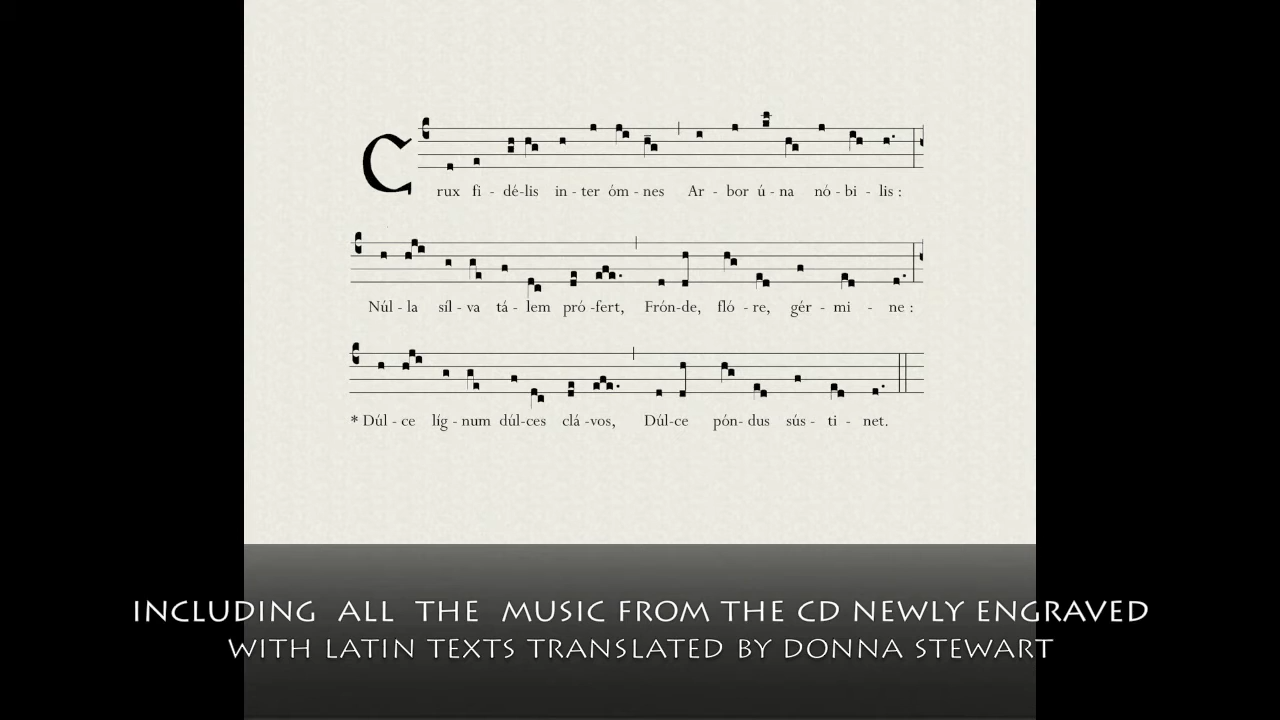 Crux fi - dé-lis in - ter óm - nes Ar - bor ú - na nó - bi - lis :
Núl - la síl - va tá - lem pró -fert, Frón-de, fló - re, gér - mi - ne :
* Dúl - ce líg - num dúl-ces clá -vos, Dúl-ce pón- dus sús - ti - net.
INCLUDING ALL THE MUSIC FROM THE CD NEWLY ENGRAVED
WITH LATIN TEXTS TRANSLATED BY DONNA STEWART